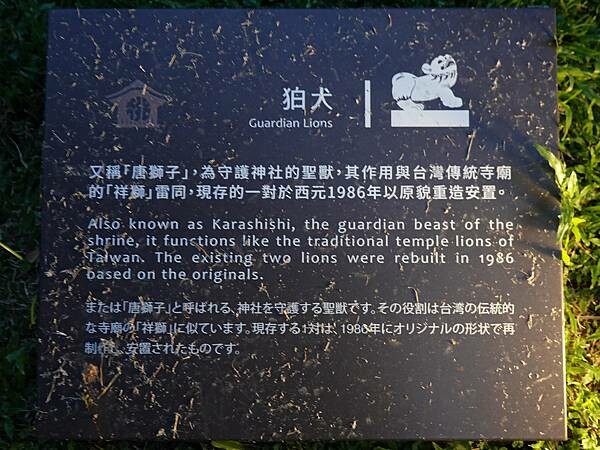 狛犬
Guardian Lions
又稱「唐獅子」，為守護神社的聖獸，其作用與台灣傳統寺廟
的「祥獅」雷同，現存的一對於西元1986年以原貌重造安置。
Also known as Karashishi, the guardian beast of the
shrine, it functions like the traditional temple lions of
Taiwan. The existing two lions were rebuilt in 1986
based on the originals.
または「唐獅子」と呼ばれる、神社を守護する聖獣です。その役割は台湾の伝統的
な寺廟の「祥獅」に似ています。現存する1対は、1986年にオリジナルの形状で再
制作し、安置されたものです。